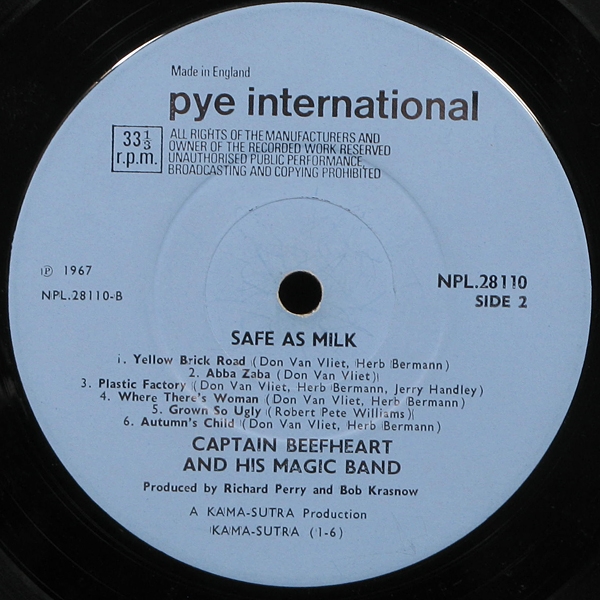 Made in England
pye international
33 1/3
r.p.m.
ALL RIGHTS OF THE MANUFACTURERS AND
OWNER OF THE RECORDED WORK RESERVED
UNAUTHORISED PUBLIC PERFORMANCE,
BROADCASTING AND COPYING PROHIBITED
℗ 1967
NPL.28110-B
NPL.28110
SIDE 2
SAFE AS MILK
1. Yellow Brick Road (Don Van Vliet, Herb Bermann)
2. Abba Zaba (Don Van Vliet)
3. Plastic Factory (Don Van Vliet, Herb Bermann, Jerry Handley)
4. Where There's Woman (Don Van Vliet, Herb Bermann)
5. Grown So Ugly (Robert Pete Williams)
6. Autumn's Child (Don Van Vliet, Herb Bermann)
CAPTAIN BEEFHEART
AND HIS MAGIC BAND
Produced by Richard Perry and Bob Krasnow
A KAMA-SUTRA Production
KAMA-SUTRA (1-6)